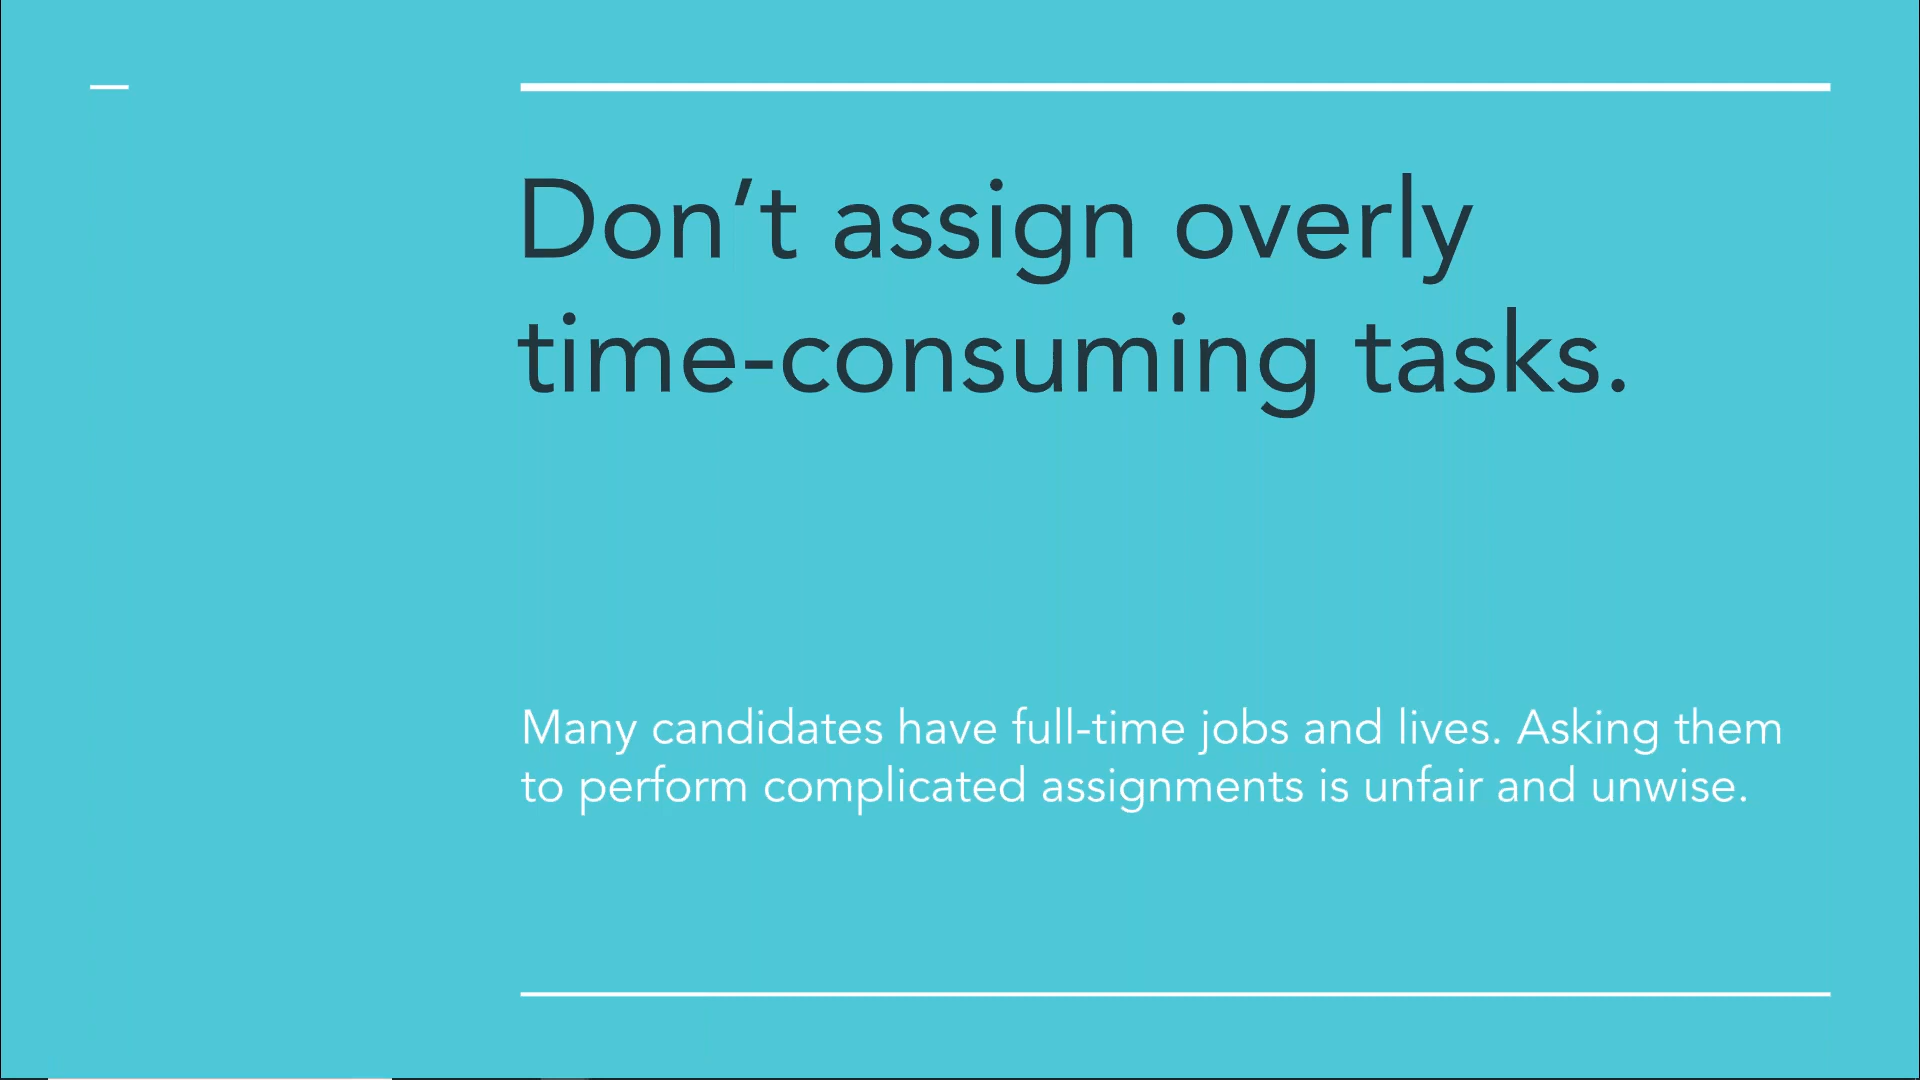 Don’t assign overly
time-consuming tasks.
Many candidates have full-time jobs and lives. Asking them
to perform complicated assignments is unfair and unwise.